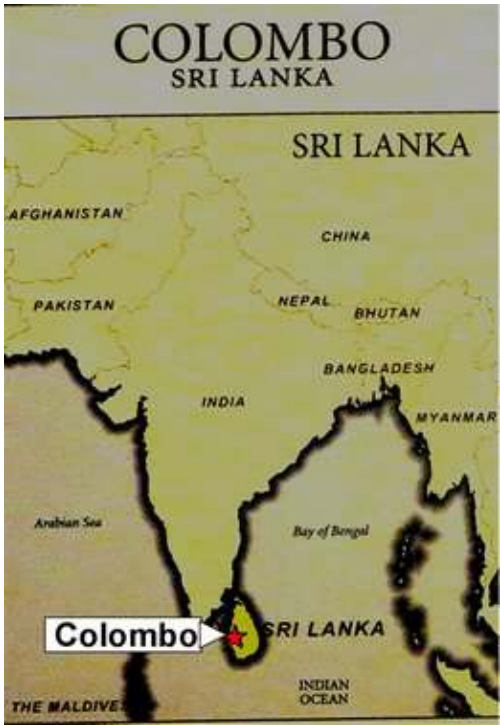 COLOMBO
SRI LANKA
SRI LANKA
AFGHANISTAN
CHINA
PAKISTAN
NEPAL
BHUTAN
BANGLADESH
INDIA
MYANMAR
Arabian Sea
Bay of Bengal
Colombo
SRI LANKA
INDIAN
OCEAN
THE MALDIVES